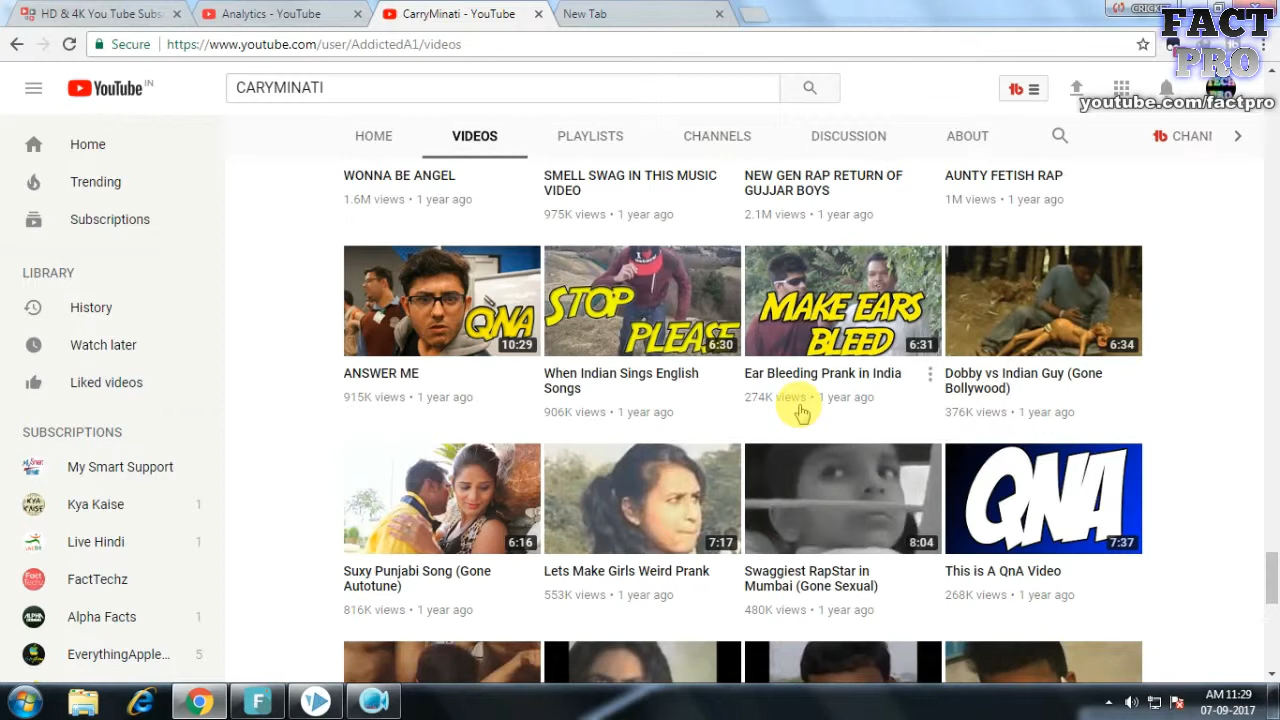 HD & 4K You Tube Subs
Analytics - YouTube
CarryMinati - YouTube
New Tab
CRICKET
FACT
PRO
youtube.com/factpro
Secure
https://www.youtube.com/user/AddictedA1/videos
YouTube IN
CARYMINATI
HOME
VIDEOS
PLAYLISTS
CHANNELS
DISCUSSION
ABOUT
CHANI
Home
Trending
Subscriptions
LIBRARY
History
Watch later
Liked videos
SUBSCRIPTIONS
My Smart Support
Kya Kaise 1
Live Hindi 1
FactTechz
Alpha Facts 1
EverythingApple... 5
WONNA BE ANGEL
1.6M views • 1 year ago
SMELL SWAG IN THIS MUSIC
VIDEO
975K views • 1 year ago
NEW GEN RAP RETURN OF
GUJJAR BOYS
2.1M views • 1 year ago
AUNTY FETISH RAP
1M views • 1 year ago
QNA
10:29
ANSWER ME
915K views • 1 year ago
STOP
PLEASE
6:30
When Indian Sings English
Songs
906K views • 1 year ago
MAKE EARS
BLEED
6:31
Ear Bleeding Prank in India
274K views • 1 year ago
6:34
Dobby vs Indian Guy (Gone
Bollywood)
376K views • 1 year ago
6:16
Suxy Punjabi Song (Gone
Autotune)
816K views • 1 year ago
7:17
Lets Make Girls Weird Prank
553K views • 1 year ago
8:04
Swaggiest RapStar in
Mumbai (Gone Sexual)
480K views • 1 year ago
QNA
7:37
This is A QnA Video
268K views • 1 year ago
AM 11:29
07-09-2017